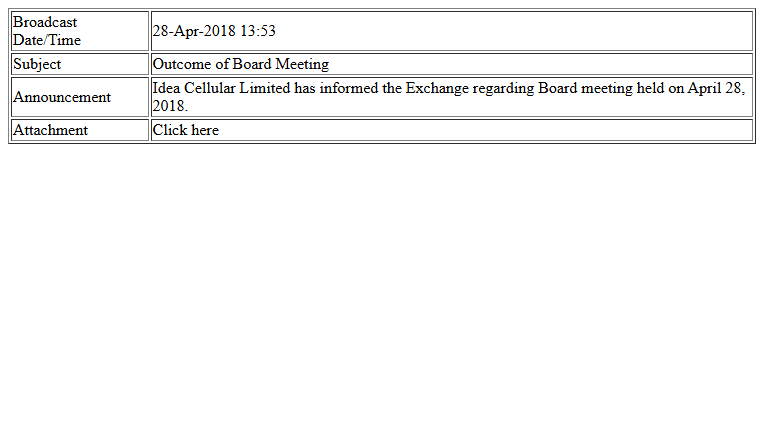 Broadcast
Date/Time
28-Apr-2018 13:53
Subject
Outcome of Board Meeting
Announcement
Idea Cellular Limited has informed the Exchange regarding Board meeting held on April 28,
2018.
Attachment
Click here